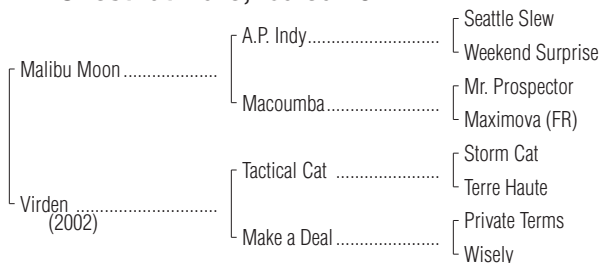 Seattle Slew
A.P. Indy
Weekend Surprise
Malibu Moon
Mr. Prospector
Macoumba
Maximova (FR)
Storm Cat
Tactical Cat
Terre Haute
Virden
(2002)
Private Terms
Make a Deal
Wisely